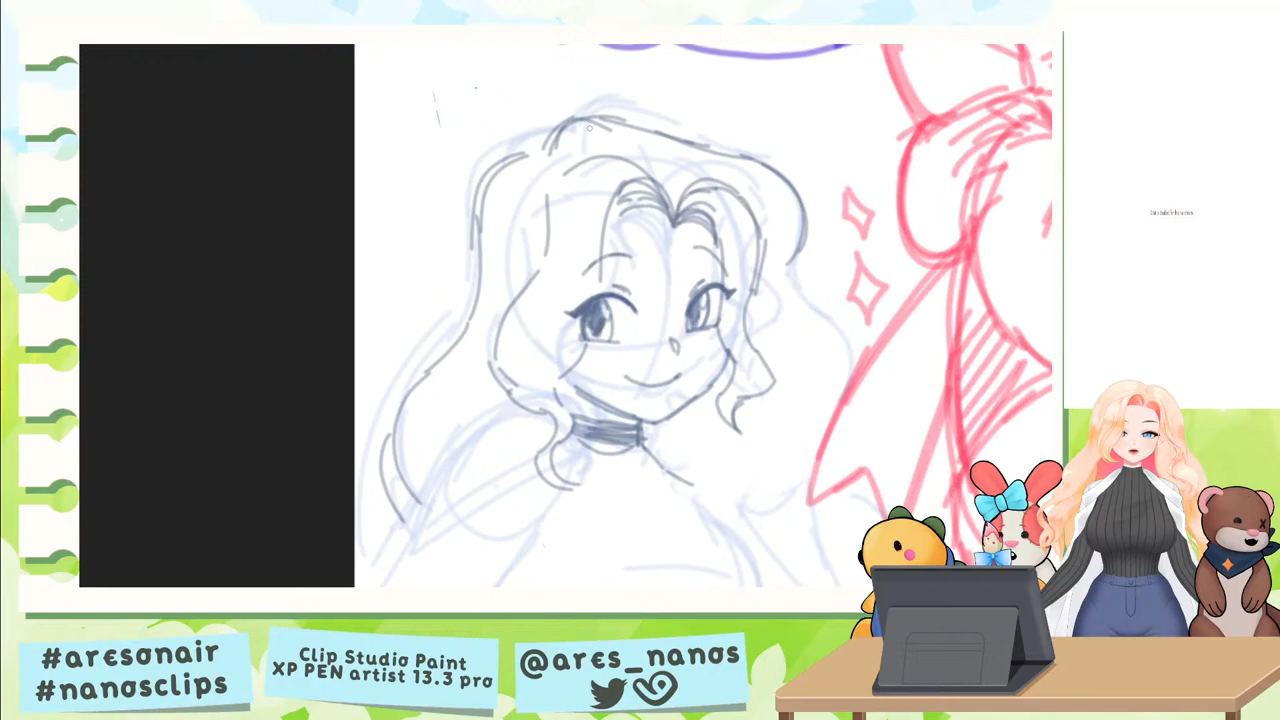 #aresonair
#nanosclips
Clip Studio Paint
XP PEN artist 13.3 pro
@ares_nanos